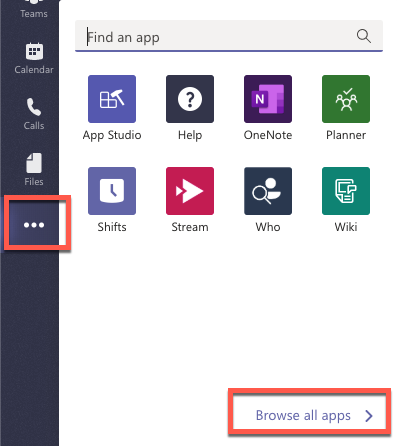 Teams
Calendar
Calls
Files
Find an app
App Studio
Help
OneNote
Planner
Shifts
Stream
Who
Wiki
Browse all apps